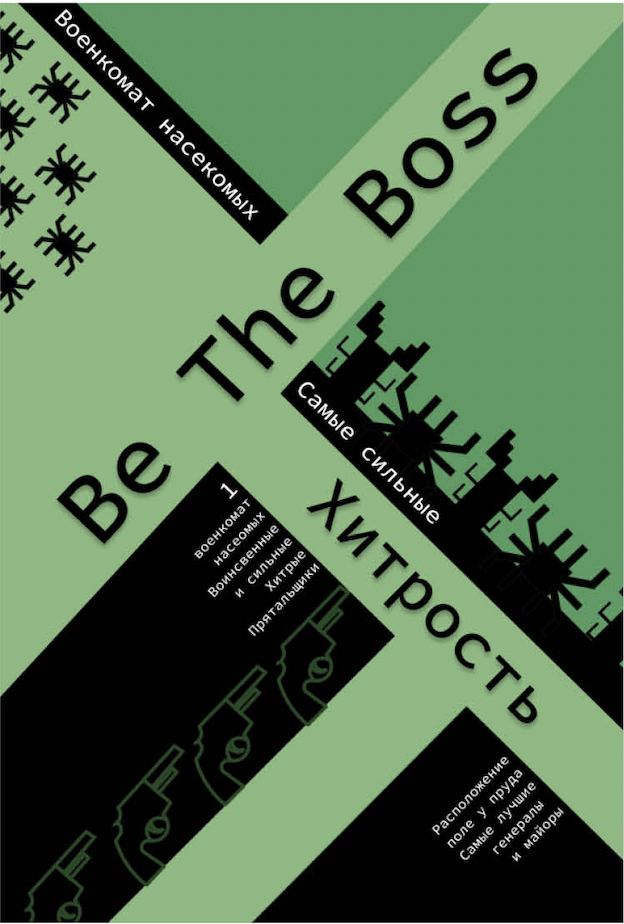 Военкомат насекомых
Be The Boss
Самые сильные
Хитрость
1
военкомат
насеомых
Воинсвенные
и сильные
Хитрые
Прятальщики
Расположение
поле у пруда
Самые лучшие
генералы
и майоры